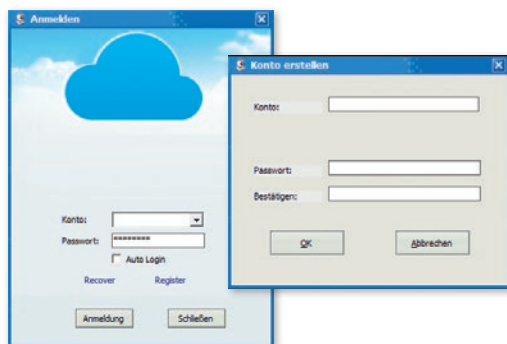 Anmelden
Konto:
Passwort: ********
Auto Login
Recover Register
Anmeldung Schließen
Konto erstellen
Konto:
Passwort:
Bestätigen:
OK Abbrechen